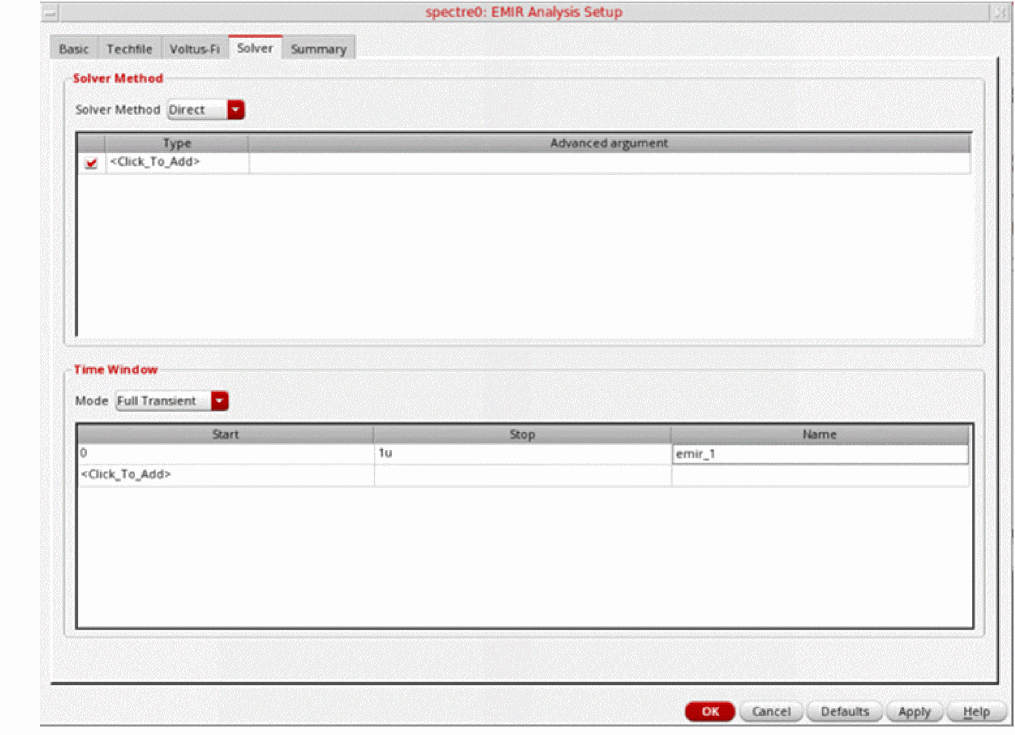 spectre0: EMIR Analysis Setup
Basic Techfile Voltus-Fi Solver Summary
Solver Method
Solver Method Direct
Type Advanced argument
<Click_To_Add>
Time Window
Mode Full Transient
Start Stop Name
0 1u emir_1
<Click_To_Add>
OK Cancel Defaults Apply Help